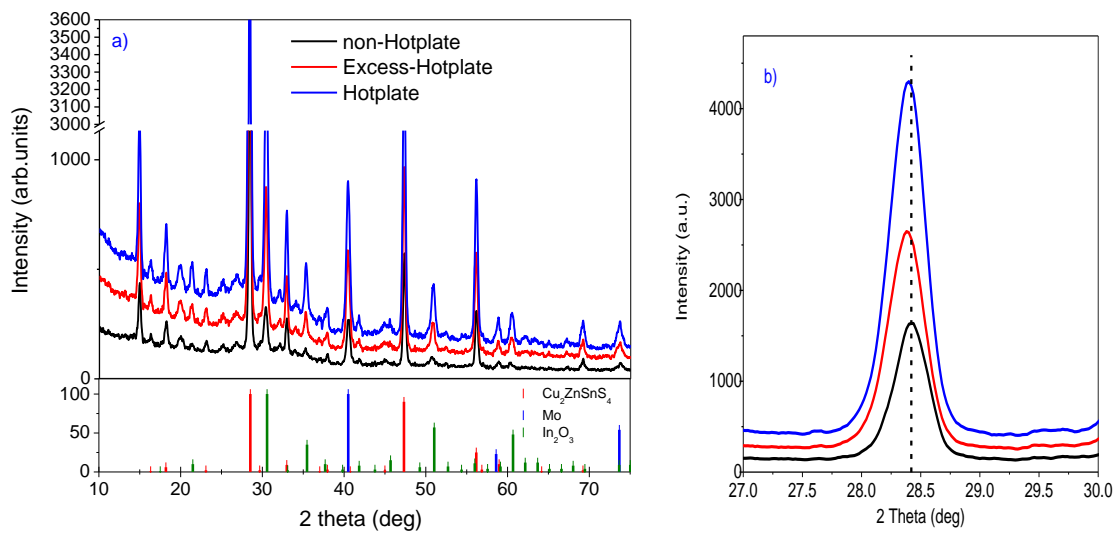 a)
non-Hotplate
Excess-Hotplate
Hotplate
3600
3500
3400
3300
3200
3100
3000
1000
0
Intensity (arb.units)
100
50
0
Cu2ZnSnS4
Mo
In2O3
10 20 30 40 50 60 70
2 theta (deg)
b)
4000
3000
2000
1000
0
Intensity (a.u.)
27.0 27.5 28.0 28.5 29.0 29.5 30.0
2 Theta (deg)